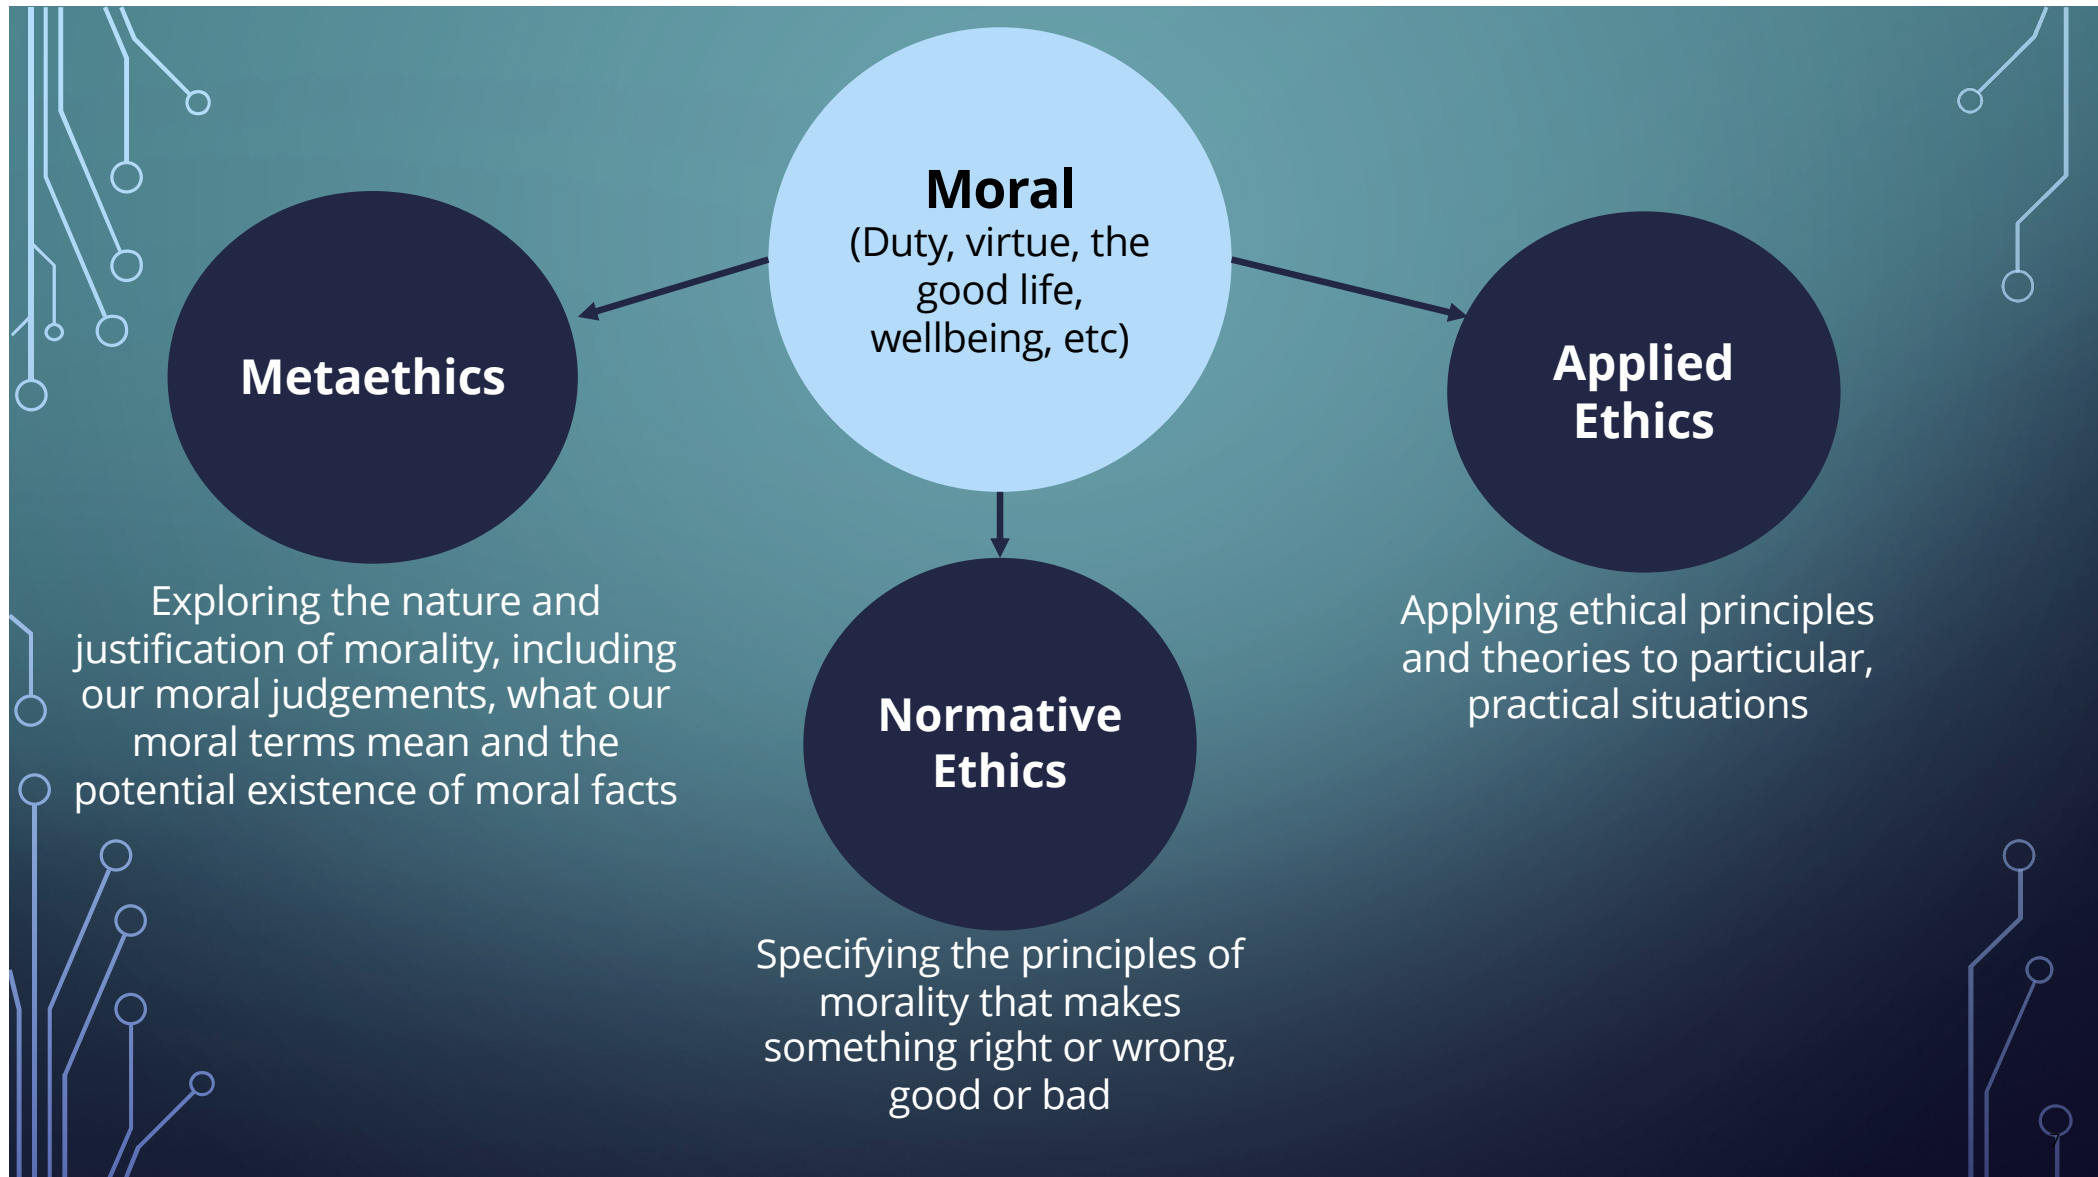 Moral
(Duty, virtue, the
good life,
wellbeing, etc)
Metaethics
Exploring the nature and
justification of morality, including
our moral judgements, what our
moral terms mean and the
potential existence of moral facts
Normative
Ethics
Specifying the principles of
morality that makes
something right or wrong,
good or bad
Applied
Ethics
Applying ethical principles
and theories to particular,
practical situations
7